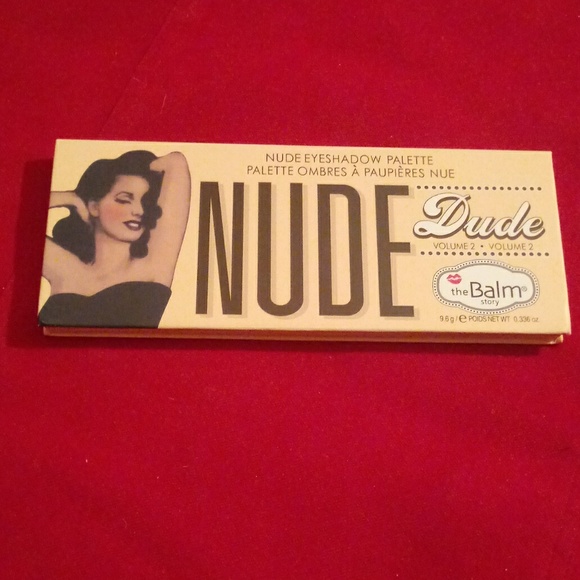 NUDE EYESHADOW PALETTE
PALETTE OMBRES À PAUPIÈRES NUE
NUDE
Dude
VOLUME 2 • VOLUME 2
theBalm®
story
9.6 g / ℮ POIDS NET WT. 0.336 oz.